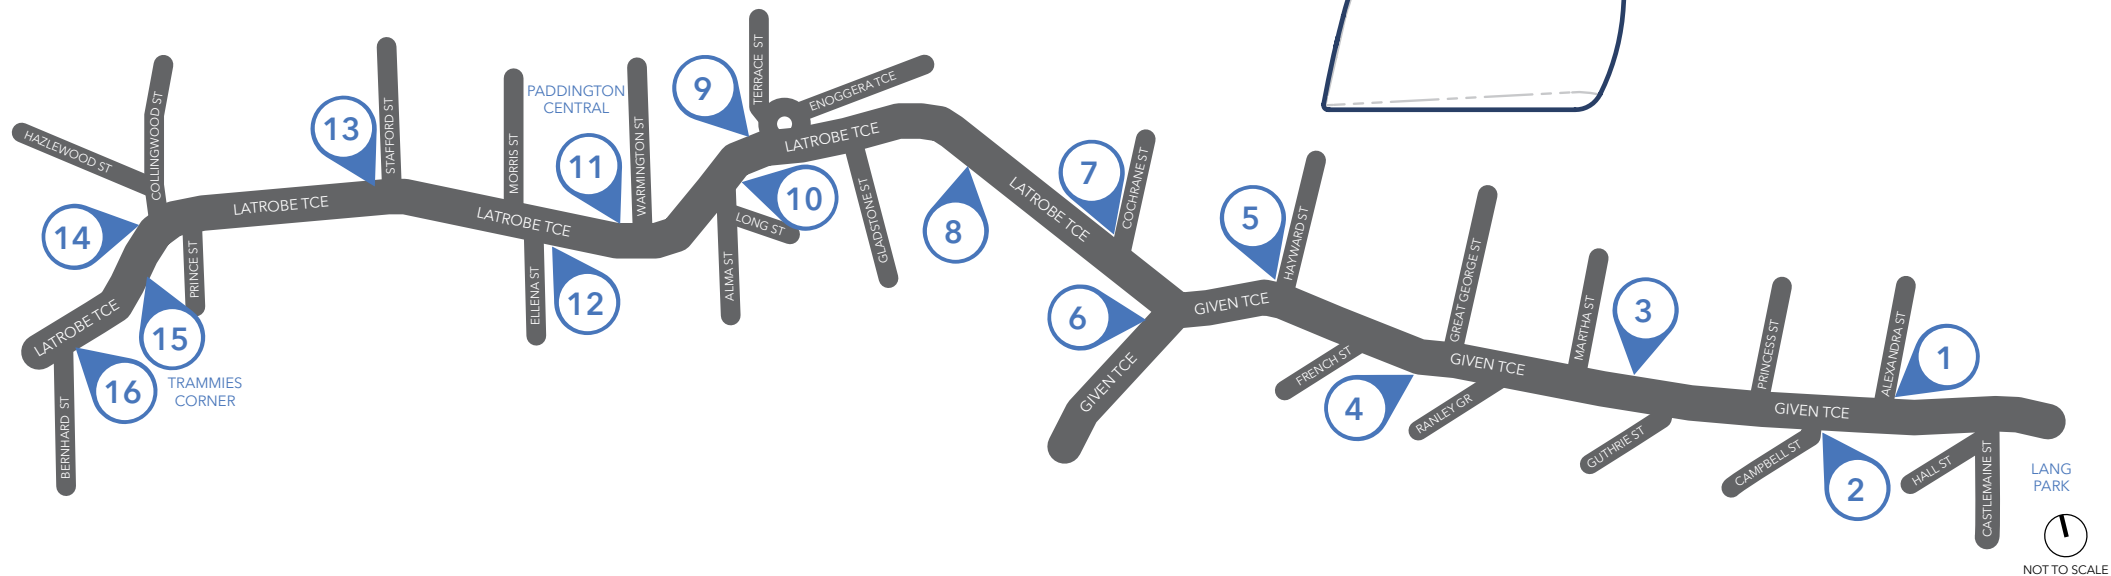 HAZLEWOOD ST
COLLINGWOOD ST
14
LATROBE TCE
PRINCE ST
LATROBE TCE
15
16
TRAMMIES
CORNER
BERNHARD ST
13
STAFFORD ST
MORRIS ST
PADDINGTON
CENTRAL
11
WARMINGTON ST
LATROBE TCE
ELLENA ST
12
9
TERRACE ST
ENOGGERA TCE
LATROBE TCE
10
LONG ST
ALMA ST
GLADSTONE ST
8
LATROBE TCE
7
COCHRANE ST
6
GIVEN TCE
GIVEN TCE
5
HAYWARD ST
FRENCH ST
4
GREAT GEORGE ST
GIVEN TCE
RANLEY GR
MARTHA ST
3
GUTHRIE ST
PRINCESS ST
GIVEN TCE
CAMPBELL ST
2
ALEXANDRA ST
1
HALL ST
CASTLEMAINE ST
LANG
PARK
NOT TO SCALE